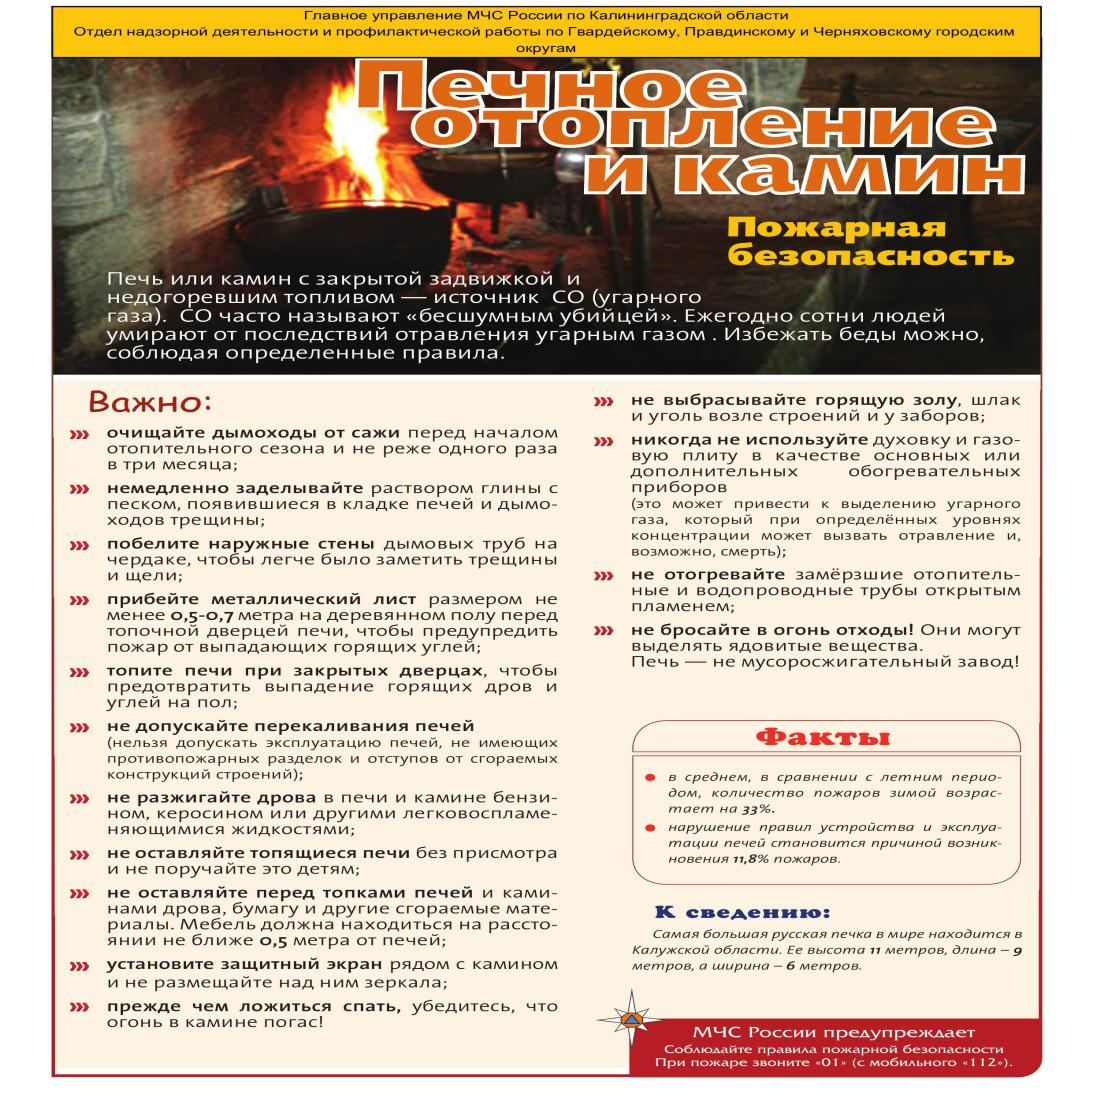 Главное управление МЧС России по Калининградской области
Отдел надзорной деятельности и профилактической работы по Гвардейскому, Правдинскому и Черняховскому городским
округам
Печное
отопление
и камин
Пожарная
безопасность
Печь или камин с закрытой задвижкой и
недогоревшим топливом — источник СО (угарного
газа). СО часто называют «бесшумным убийцей». Ежегодно сотни людей
умирают от последствий отравления угарным газом . Избежать беды можно,
соблюдая определенные правила.
Важно:
очищайте дымоходы от сажи перед началом
отопительного сезона и не реже одного раза
в три месяца;
немедленно заделывайте раствором глины с
песком, появившиеся в кладке печей и дымо-
ходов трещины;
побелите наружные стены дымовых труб на
чердаке, чтобы легче было заметить трещины
и щели;
прибейте металлический лист размером не
менее 0,5-0,7 метра на деревянном полу перед
топочной дверцей печи, чтобы предупредить
пожар от выпадающих горящих углей;
топите печи при закрытых дверцах, чтобы
предотвратить выпадение горящих дров и
углей на пол;
не допускайте перекаливания печей
(нельзя допускать эксплуатацию печей, не имеющих
противопожарных разделок и отступов от сгораемых
конструкций строений);
не разжигайте дрова в печи и камине бензи-
ном, керосином или другими легковоспламе-
няющимися жидкостями;
не оставляйте топящиеся печи без присмотра
и не поручайте это детям;
не оставляйте перед топками печей и ками-
нами дрова, бумагу и другие сгораемые мате-
риалы. Мебель должна находиться на рассто-
янии не ближе 0,5 метра от печей;
установите защитный экран рядом с камином
и не размещайте над ним зеркала;
прежде чем ложиться спать, убедитесь, что
огонь в камине погас!
не выбрасывайте горящую золу, шлак
и уголь возле строений и у заборов;
никогда не используйте духовку и газо-
вую плиту в качестве основных или
дополнительных обогревательных
приборов
(это может привести к выделению угарного
газа, который при определённых уровнях
концентрации может вызвать отравление и,
возможно, смерть);
не отогревайте замёрзшие отопитель-
ные и водопроводные трубы открытым
пламенем;
не бросайте в огонь отходы! Они могут
выделять ядовитые вещества.
Печь — не мусоросжигательный завод!
Факты
в среднем, в сравнении с летним перио-
дом, количество пожаров зимой возрас-
тает на 33%.
нарушение правил устройства и эксплуа-
тации печей становится причиной возник-
новения 11,8% пожаров.
К сведению:
Самая большая русская печка в мире находится в
Калужской области. Ее высота 11 метров, длина – 9
метров, а ширина – 6 метров.
МЧС России предупреждает
Соблюдайте правила пожарной безопасности
При пожаре звоните «01» (с мобильного «112»).